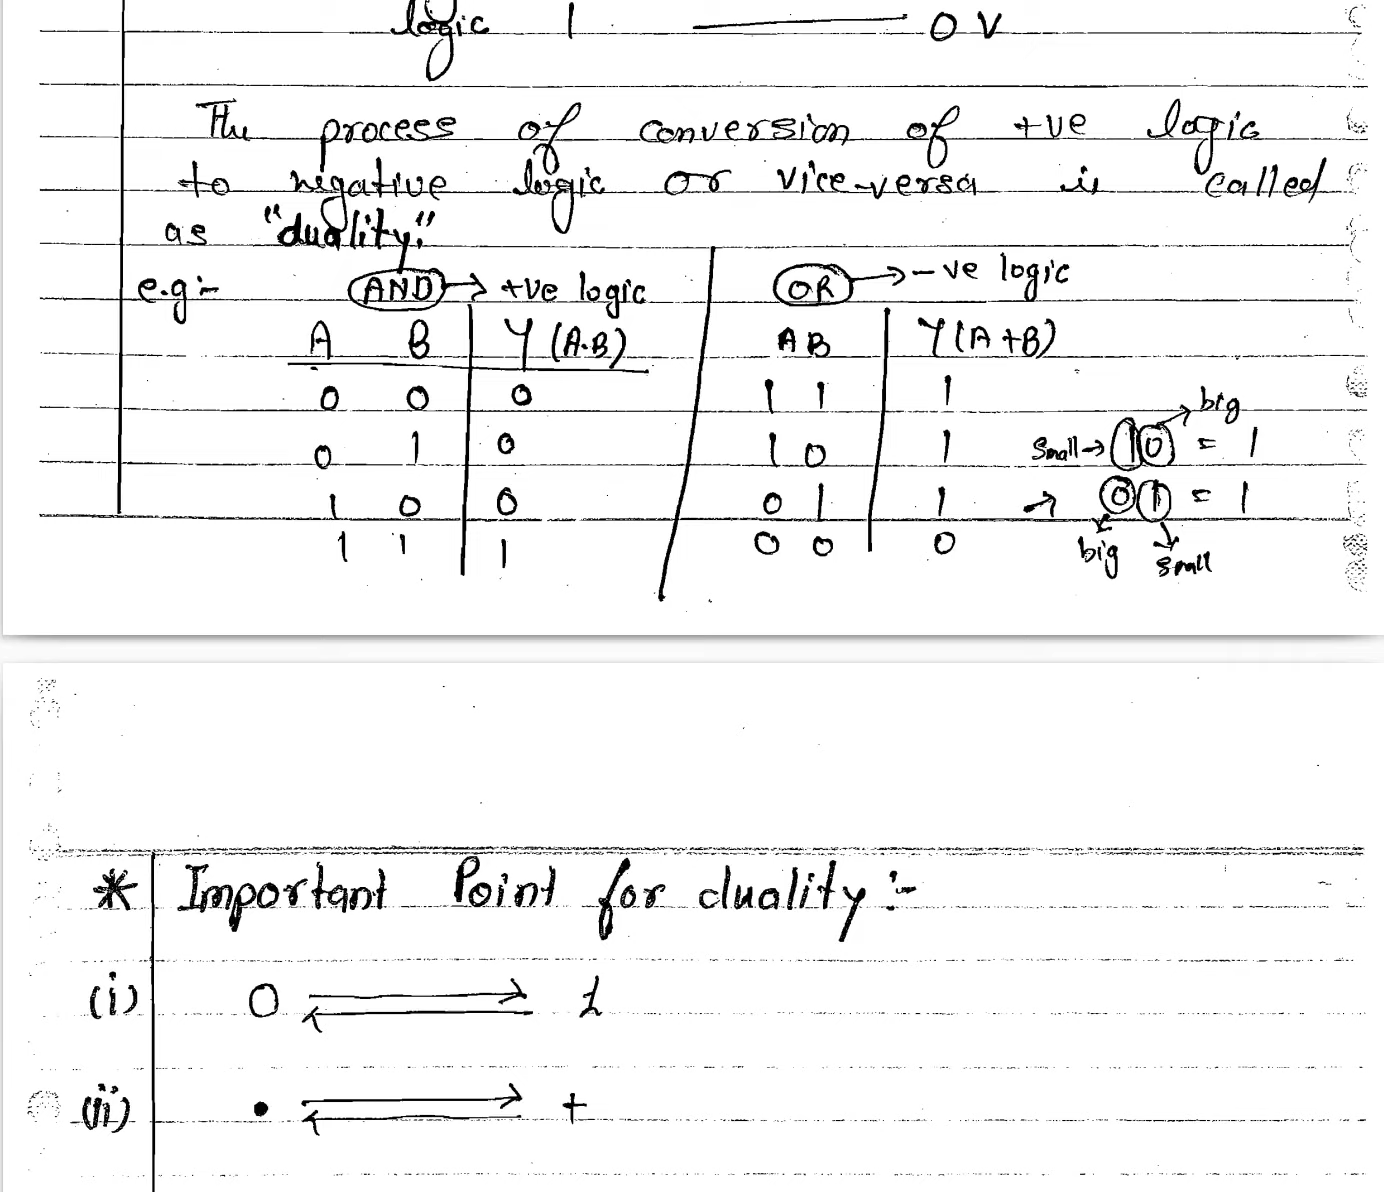 logic 1 — 0 V
The process of conversion of +ve logic
to negative logic or vice-versa is called
as "duality."
e.g:- AND → +ve logic OR → -ve logic
A B Y (A·B) A B Y (A+B)
0 0 0 1 1 1 big
0 1 0 1 0 1 Small → 1 0 = 1
1 0 0 0 1 1 → 0 1 = 1
1 1 1 0 0 0 big small
* Important Point for duality :-
(i) 0 ⇌ 1
(ii) • ⇌ +